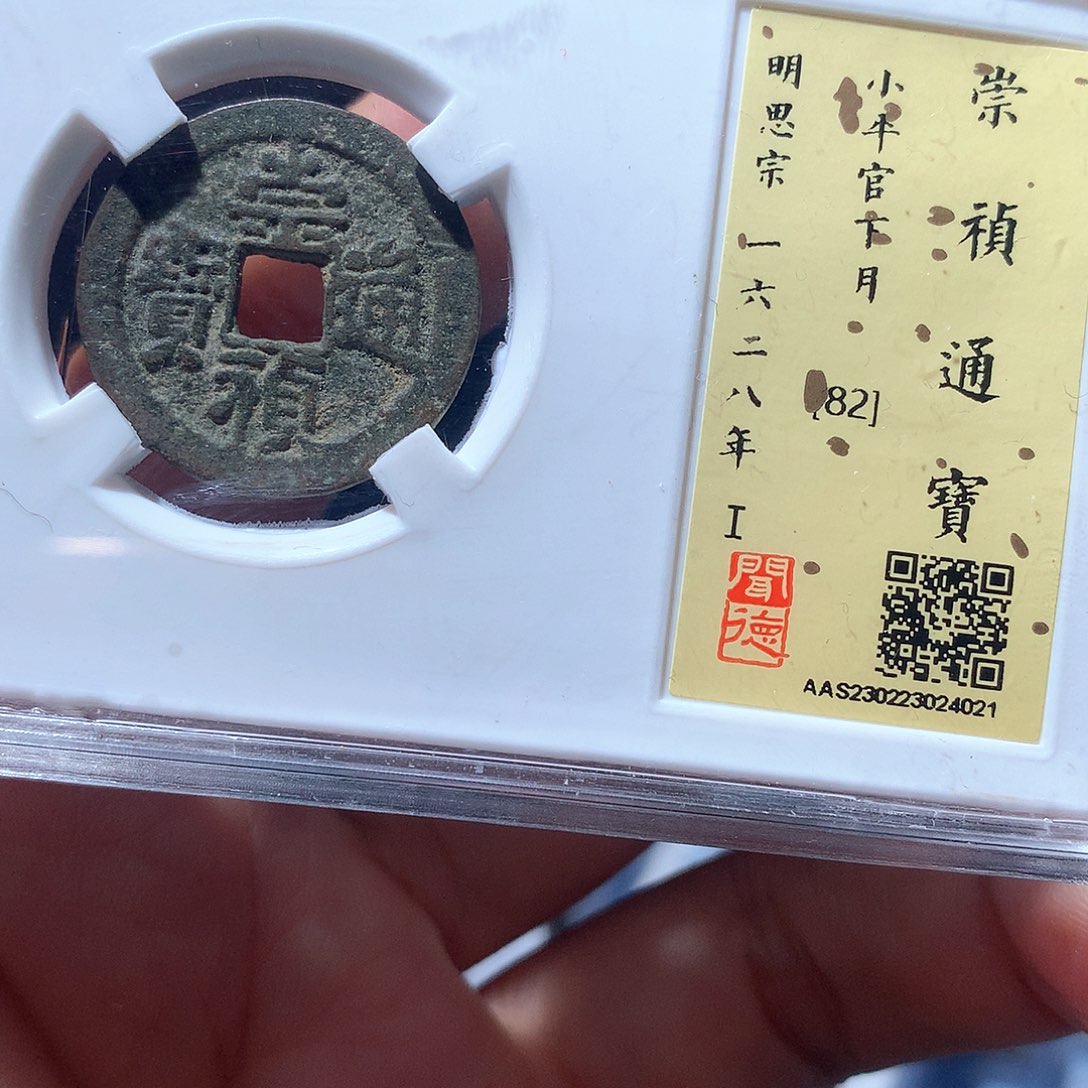 崇禎通寶
崇禎通寶
小平官下月
[82]
明思宗 一六二八年 I
聞德
AAS230223024021